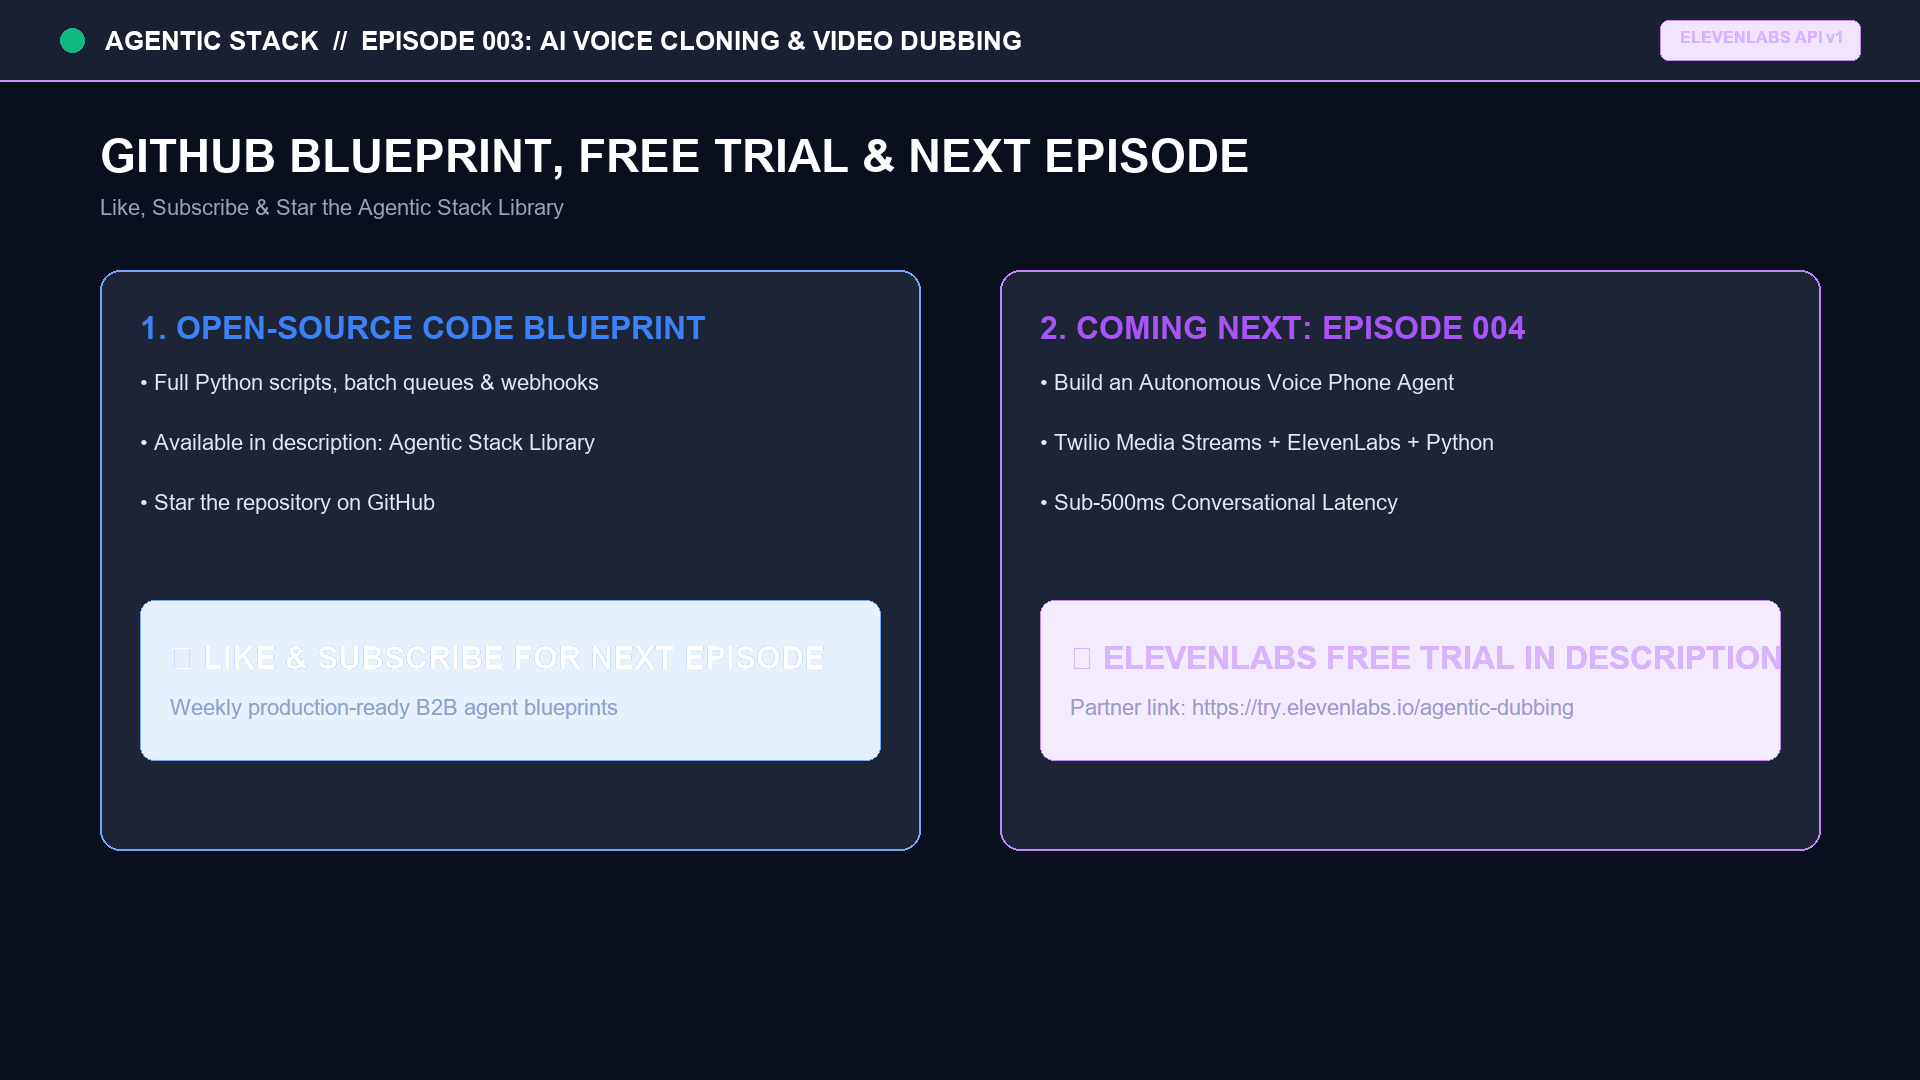 AGENTIC STACK // EPISODE 003: AI VOICE CLONING & VIDEO DUBBING
ELEVENLABS API v1
GITHUB BLUEPRINT, FREE TRIAL & NEXT EPISODE
Like, Subscribe & Star the Agentic Stack Library
1. OPEN-SOURCE CODE BLUEPRINT
• Full Python scripts, batch queues & webhooks
• Available in description: Agentic Stack Library
• Star the repository on GitHub
LIKE & SUBSCRIBE FOR NEXT EPISODE
Weekly production-ready B2B agent blueprints
2. COMING NEXT: EPISODE 004
• Build an Autonomous Voice Phone Agent
• Twilio Media Streams + ElevenLabs + Python
• Sub-500ms Conversational Latency
ELEVENLABS FREE TRIAL IN DESCRIPTION
Partner link: https://try.elevenlabs.io/agentic-dubbing